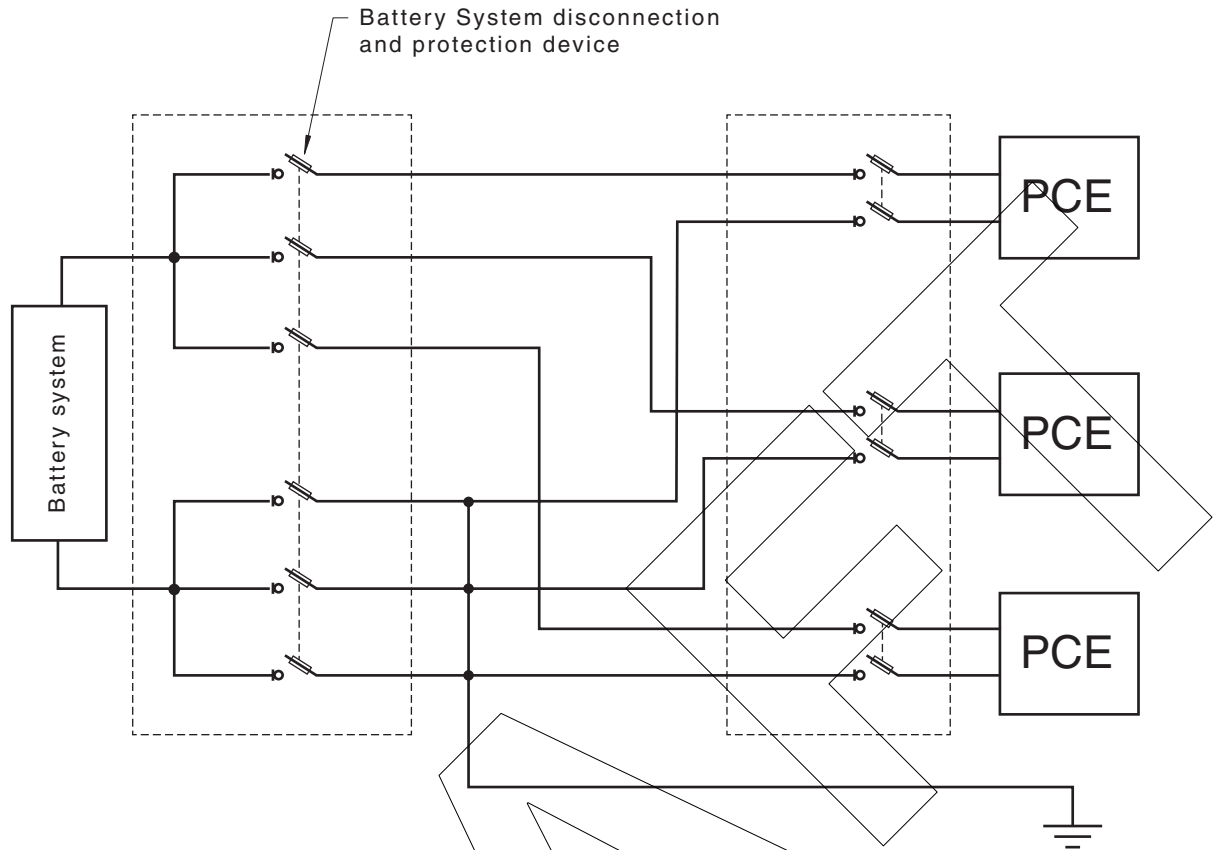 Battery System disconnection
and protection device
PCE
Battery system
PCE
PCE